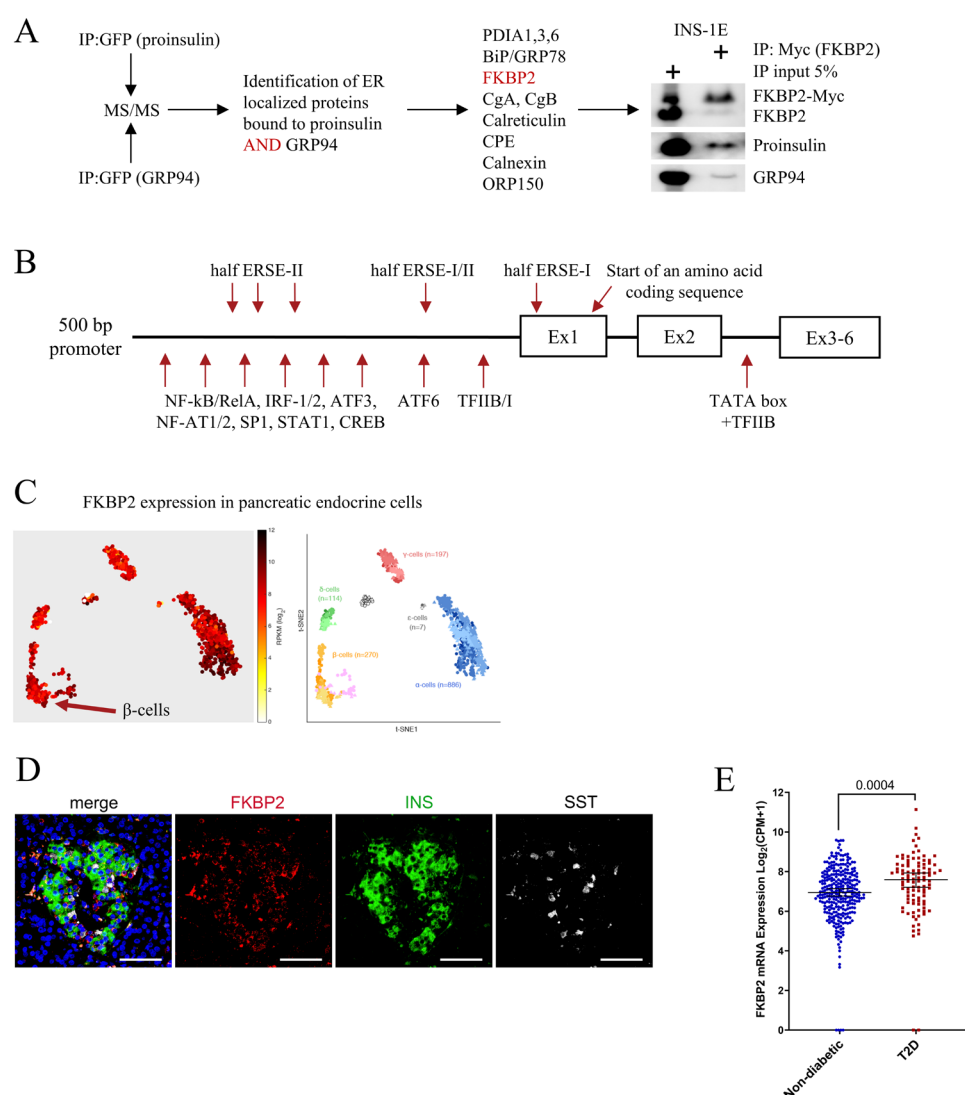 A
IP:GFP (proinsulin)
MS/MS
IP:GFP (GRP94)
Identification of ER
localized proteins
bound to proinsulin
AND GRP94
PDIA1,3,6
BiP/GRP78
FKBP2
CgA, CgB
Calreticulin
CPE
Calnexin
ORP150
INS-1E
+ IP: Myc (FKBP2)
+ IP input 5%
FKBP2-Myc
FKBP2
Proinsulin
GRP94
B
half ERSE-II
half ERSE-I/II
half ERSE-I
Start of an amino acid
coding sequence
500 bp
promoter
Ex1
Ex2
Ex3-6
NF-kB/RelA, IRF-1/2, ATF3,
NF-AT1/2, SP1, STAT1, CREB
ATF6
TFIIB/I
TATA box
+TFIIB
C
FKBP2 expression in pancreatic endocrine cells
β-cells
12
10
8
6
4
2
0
RPKM (log2)
t-SNE2
γ-cells (n=197)
δ-cells
(n=114)
ε-cells
(n=7)
β-cells (n=270)
α-cells (n=886)
t-SNE1
D
merge
FKBP2
INS
SST
E
0.0004
FKBP2 mRNA Expression Log2(CPM+1)
12
10
8
6
4
2
0
Non-diabetic
T2D